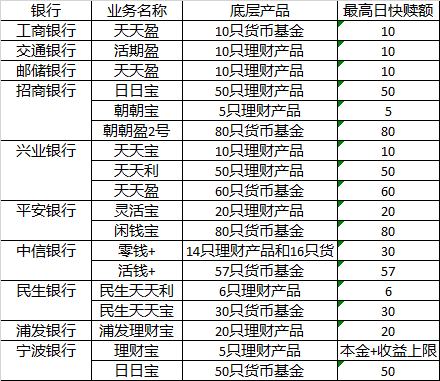 银行 业务名称 底层产品 最高日快赎额
工商银行 天天盈 10只货币基金 10
交通银行 活期盈 10只理财产品 10
邮储银行 天天盈 10只理财产品 10
招商银行 日日宝 50只理财产品 50
朝朝宝 5只理财产品 5
朝朝盈2号 80只货币基金 80
兴业银行 天天宝 10只理财产品 10
天天利 50只理财产品 50
天天盈 60只货币基金 60
平安银行 灵活宝 20只理财产品 20
闲钱宝 80只货币基金 80
中信银行 零钱+ 14只理财产品和16只货 30
活钱+ 57只货币基金 57
民生银行 民生天天利 6只理财产品 6
民生天天宝 30只货币基金 30
浦发银行 浦发理财宝 20只理财产品 20
宁波银行 理财宝 5只理财产品 本金+收益上限
日日宝 50只货币基金 50